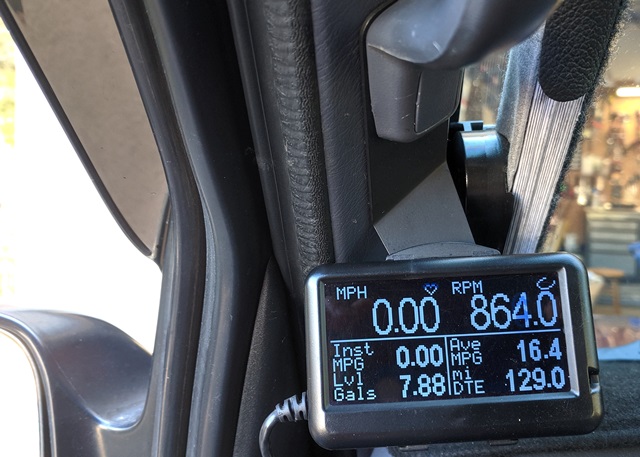 MPH RPM
0.00 864.0
Inst MPG 0.00 Ave MPG 16.4
Lvl Gals 7.88 mi DTE 129.0